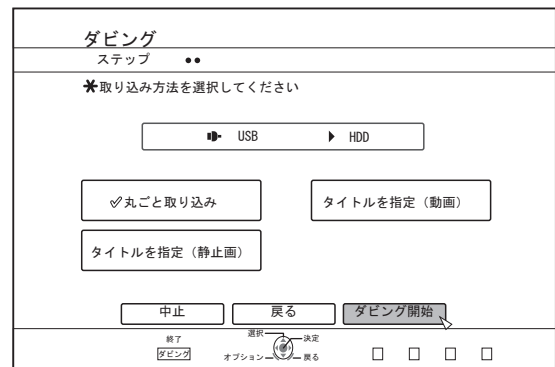 ダビング
ステップ
取り込み方法を選択してください
USB HDD
丸ごと取り込み タイトルを指定（動画）
タイトルを指定（静止画）
中止 戻る ダビング開始
終了 選択 決定
ダビング オプション 戻る